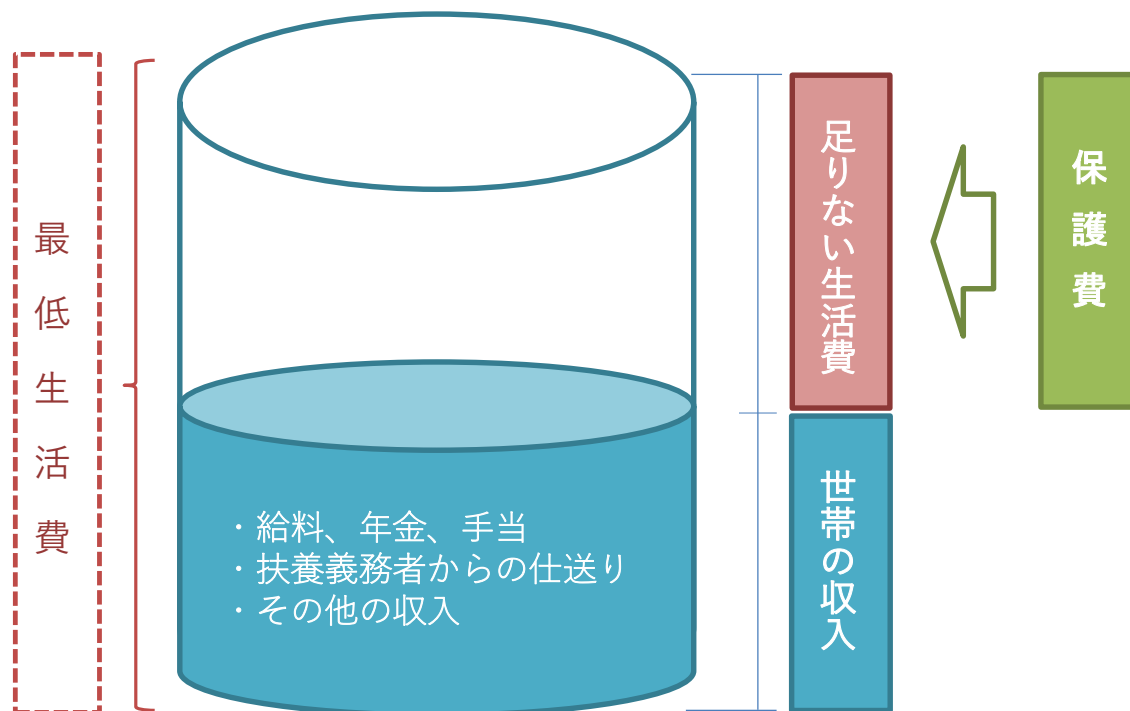 最低生活費
・給料、年金、手当
・扶養義務者からの仕送り
・その他の収入
足りない生活費
世帯の収入
保護費